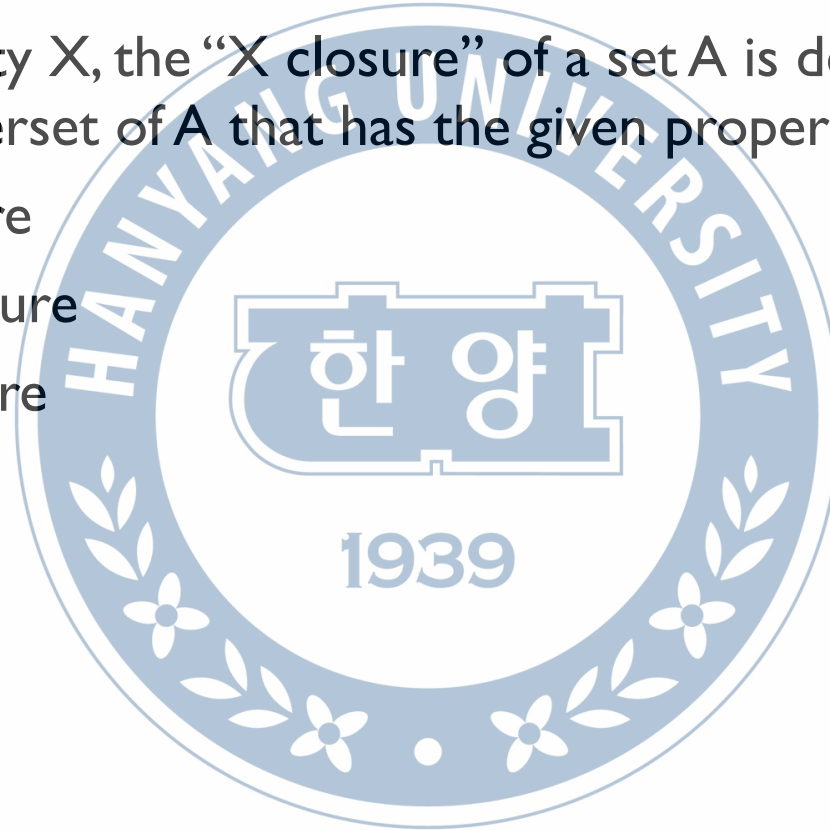 ty X, the “X closure” of a set A is de
erset of A that has the given proper
re
ure
re
HANYANG UNIVERSITY
한양
1939